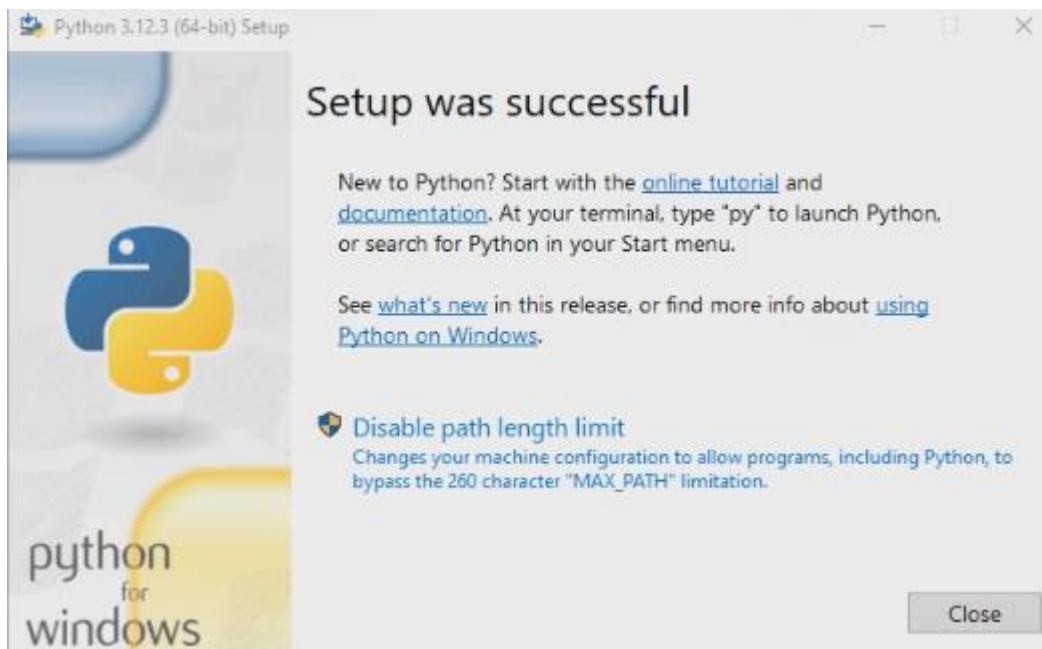 Python 3.12.3 (64-bit) Setup
Setup was successful
New to Python? Start with the online tutorial and
documentation. At your terminal, type "py" to launch Python,
or search for Python in your Start menu.
See what's new in this release, or find more info about using
Python on Windows.
Disable path length limit
Changes your machine configuration to allow programs, including Python, to
bypass the 260 character "MAX_PATH" limitation.
python
for
windows
Close